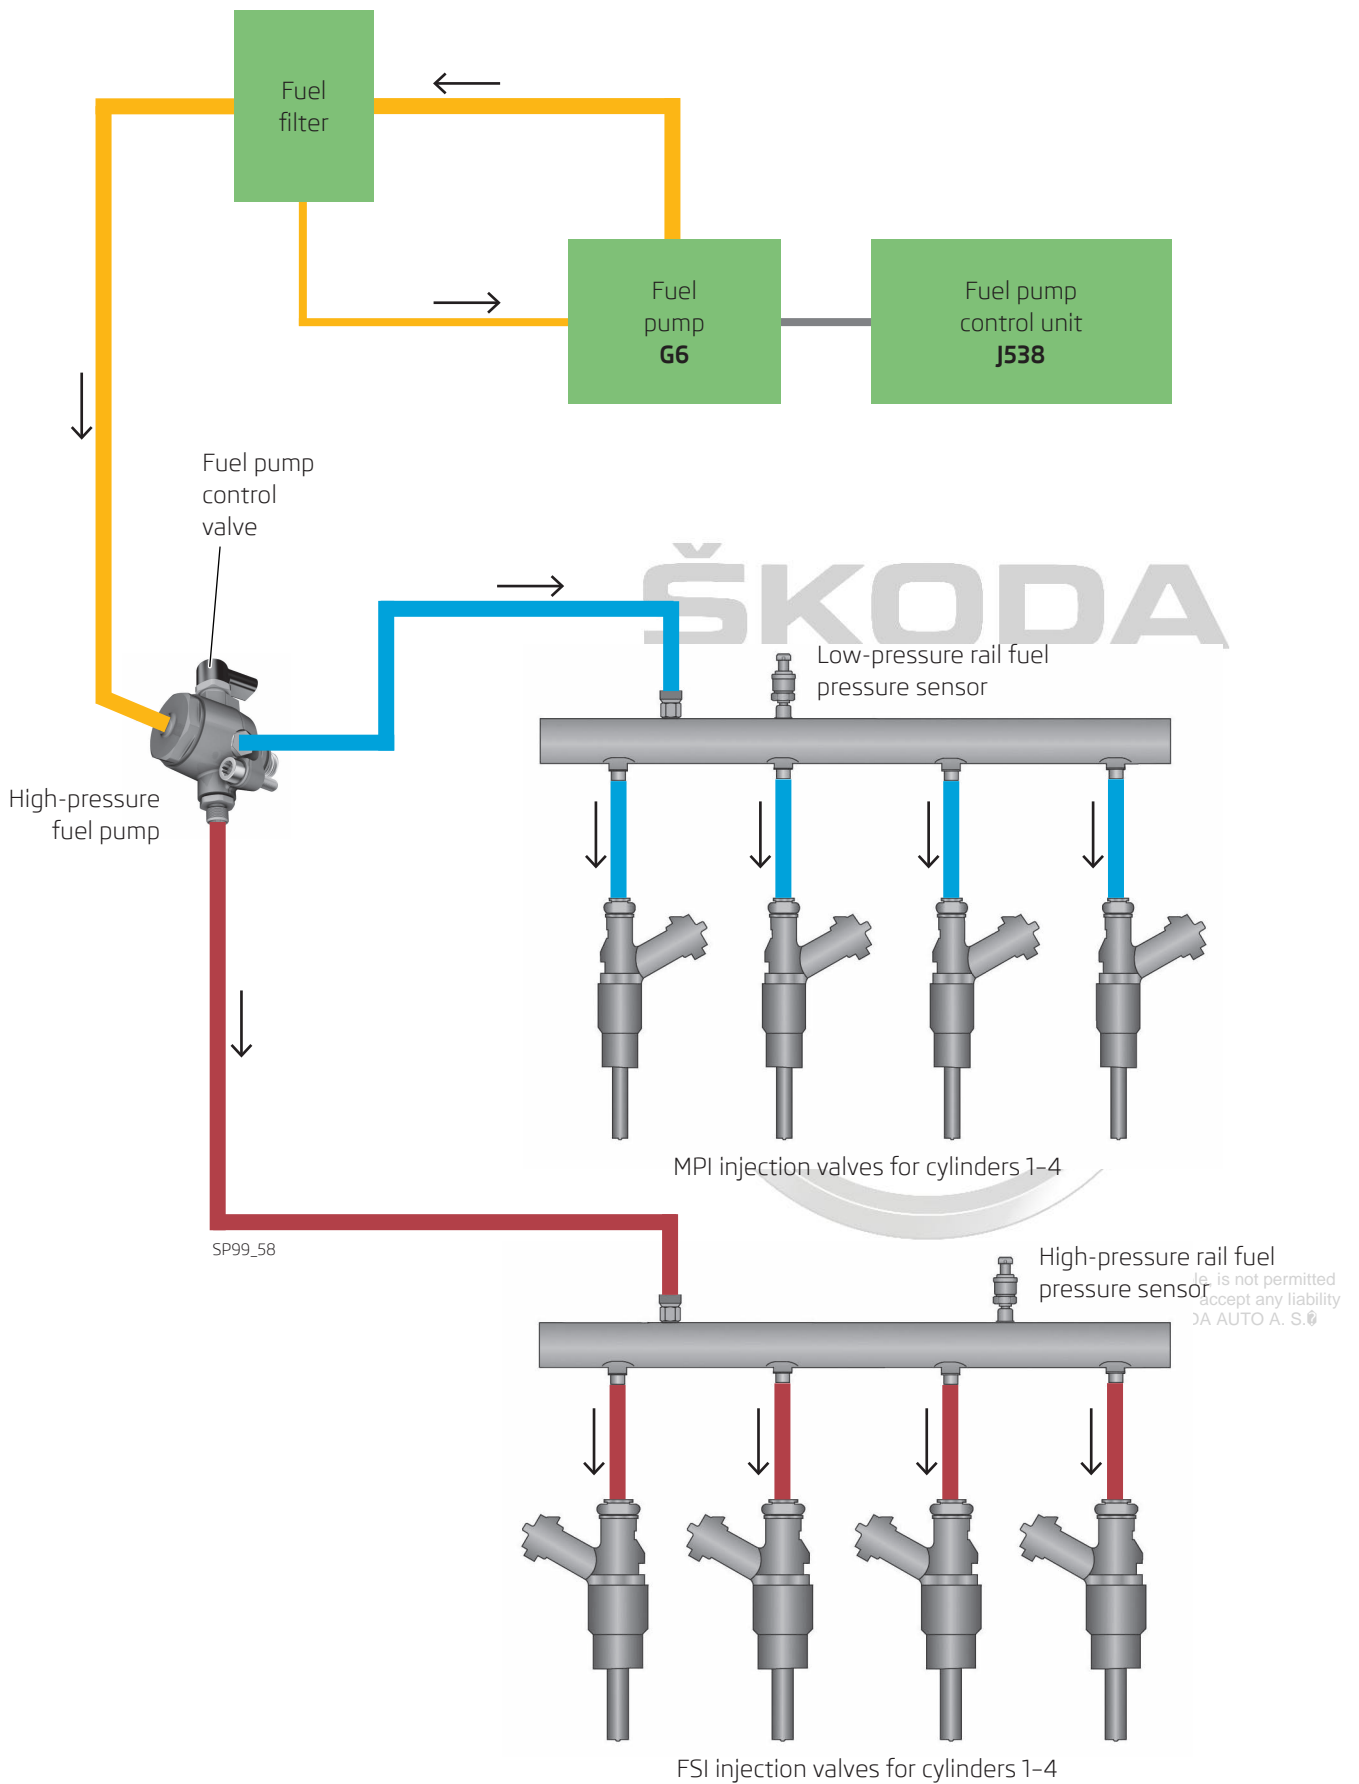 Fuel
filter
Fuel
pump
G6
Fuel pump
control unit
J538
Fuel pump
control
valve
ŠKODA
Low-pressure rail fuel
pressure sensor
High-pressure
fuel pump
MPI injection valves for cylinders 1–4
SP99_58
High-pressure rail fuel
pressure sensor
is not permitted
accept any liability
AUTO A. S.
FSI injection valves for cylinders 1–4